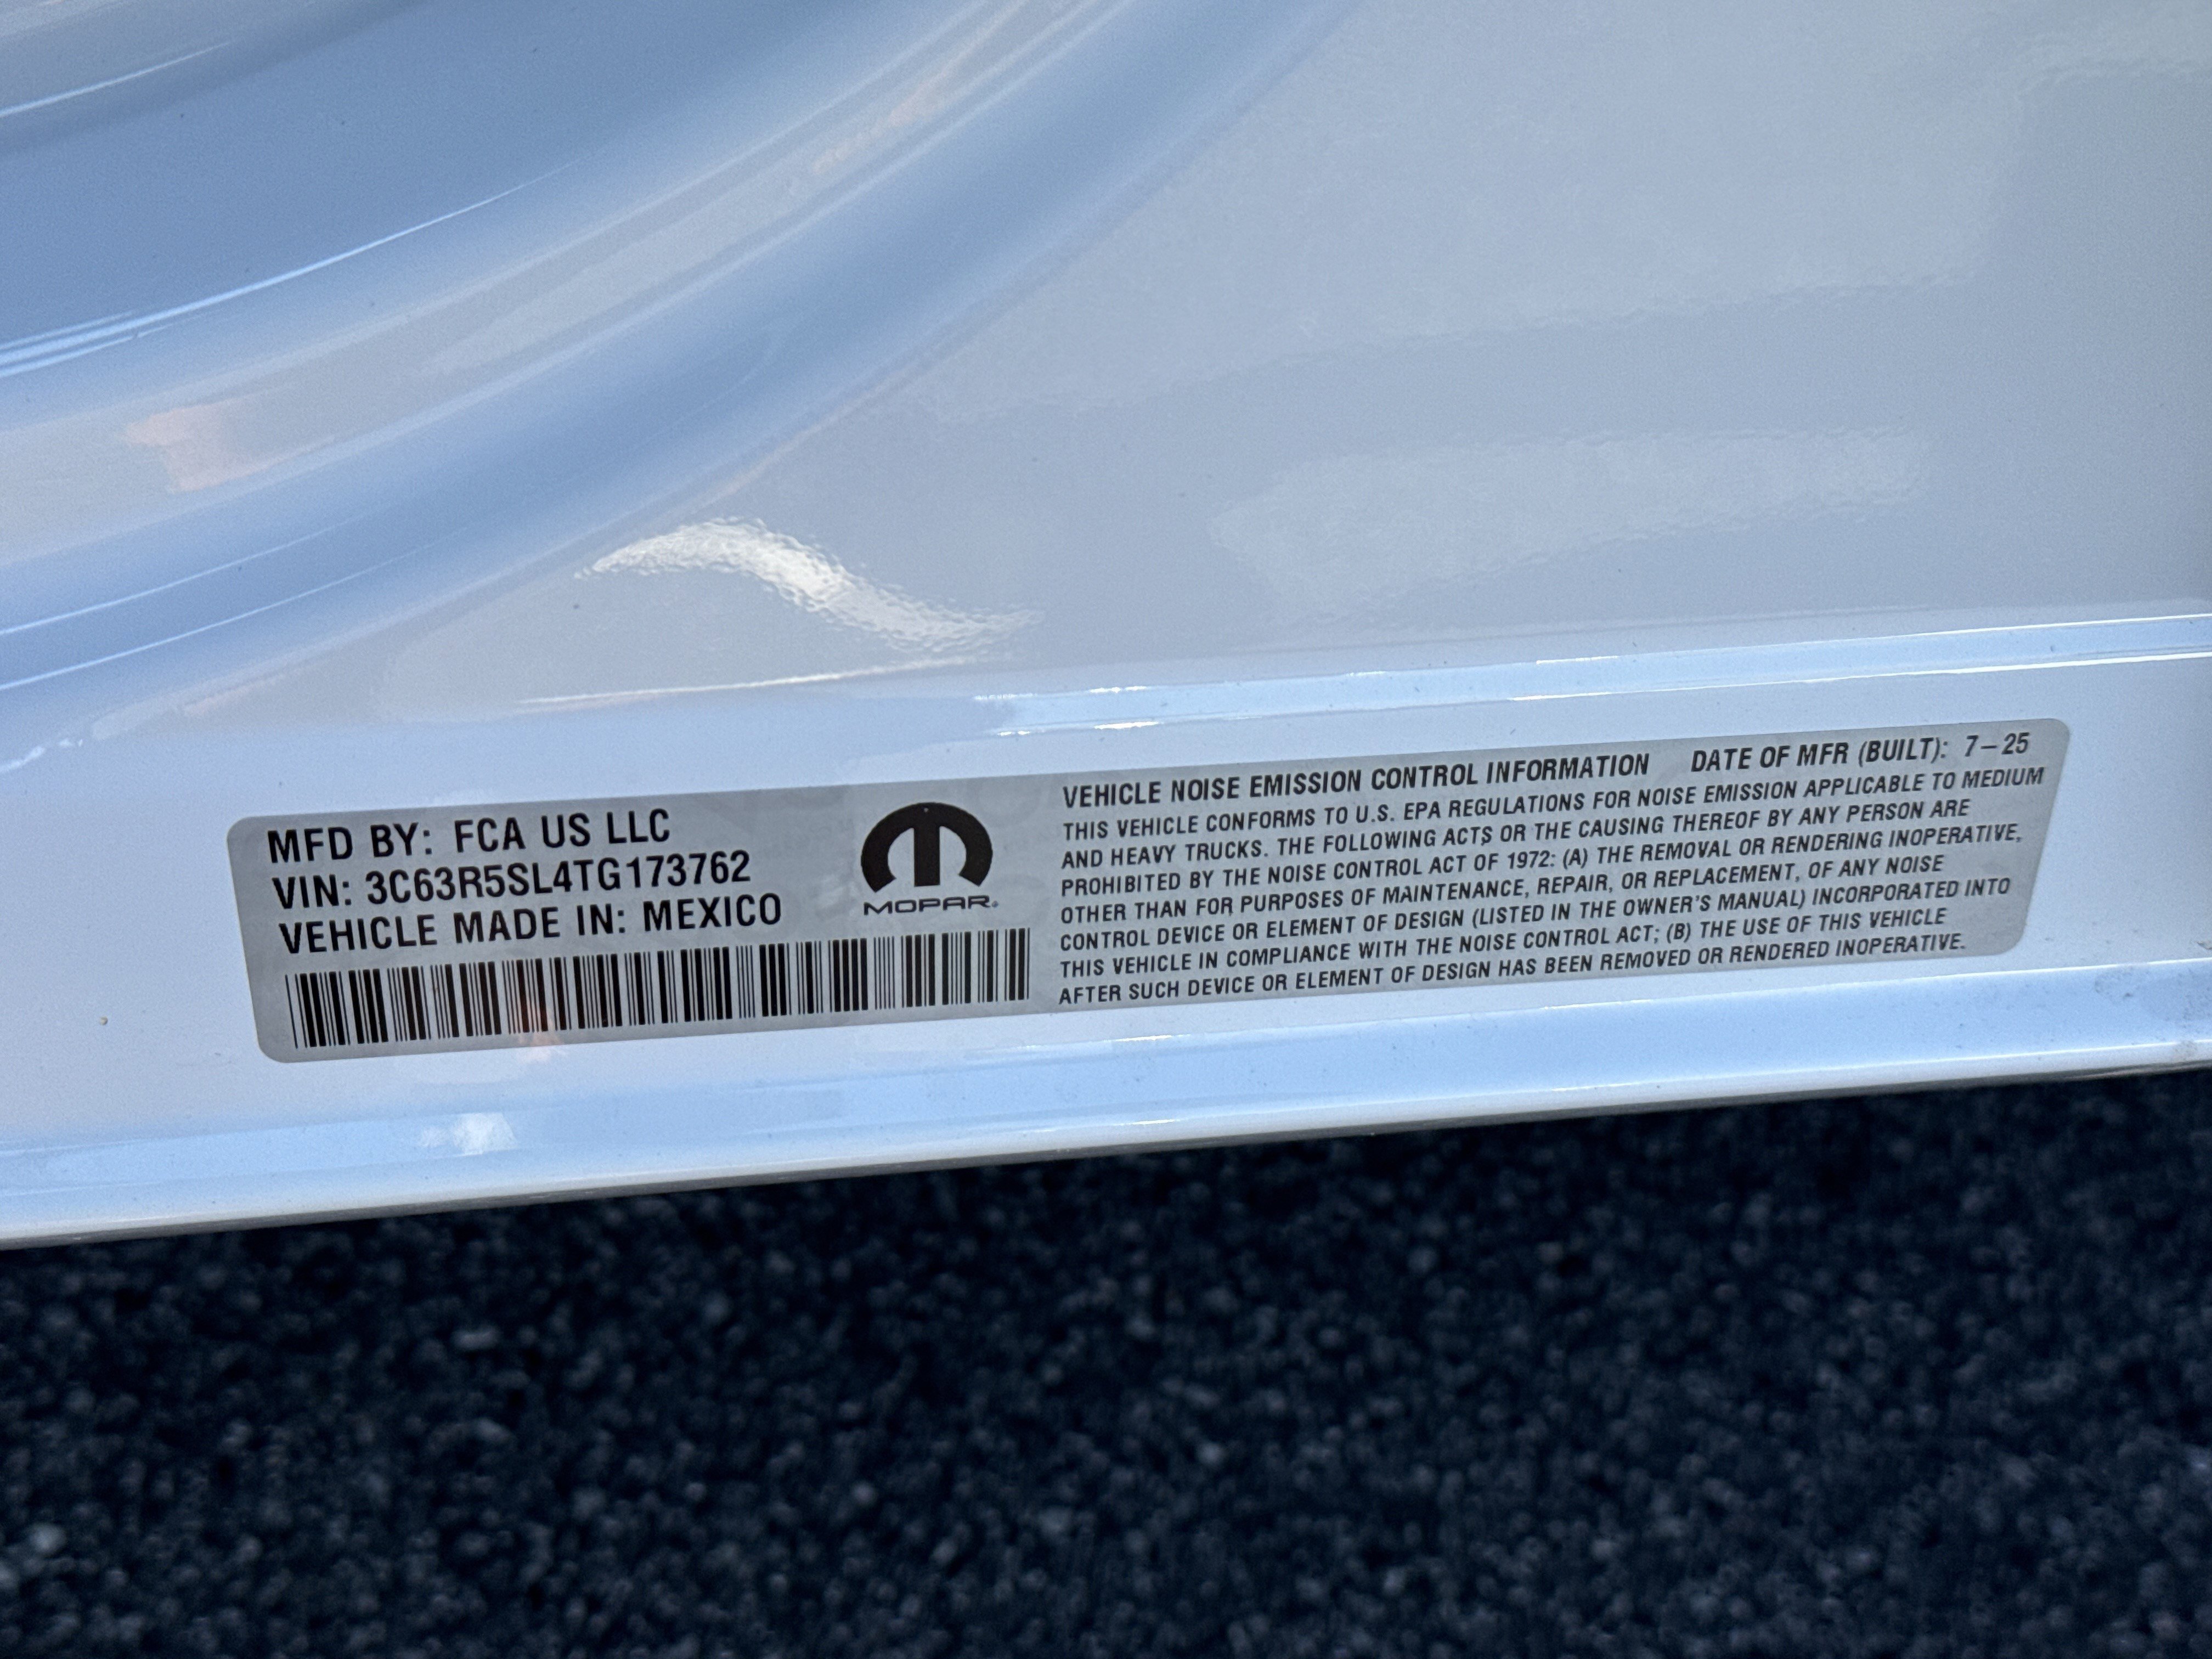 MFD BY: FCA US LLC
VIN: 3C63R5SL4TG173762
VEHICLE MADE IN: MEXICO
MOPAR®
VEHICLE NOISE EMISSION CONTROL INFORMATION DATE OF MFR (BUILT): 7-25
THIS VEHICLE CONFORMS TO U.S. EPA REGULATIONS FOR NOISE EMISSION APPLICABLE TO MEDIUM
AND HEAVY TRUCKS. THE FOLLOWING ACTS OR THE CAUSING THEREOF BY ANY PERSON ARE
PROHIBITED BY THE NOISE CONTROL ACT OF 1972: (A) THE REMOVAL OR RENDERING INOPERATIVE,
OTHER THAN FOR PURPOSES OF MAINTENANCE, REPAIR, OR REPLACEMENT, OF ANY NOISE
CONTROL DEVICE OR ELEMENT OF DESIGN (LISTED IN THE OWNER'S MANUAL) INCORPORATED INTO
THIS VEHICLE IN COMPLIANCE WITH THE NOISE CONTROL ACT; (B) THE USE OF THIS VEHICLE
AFTER SUCH DEVICE OR ELEMENT OF DESIGN HAS BEEN REMOVED OR RENDERED INOPERATIVE.